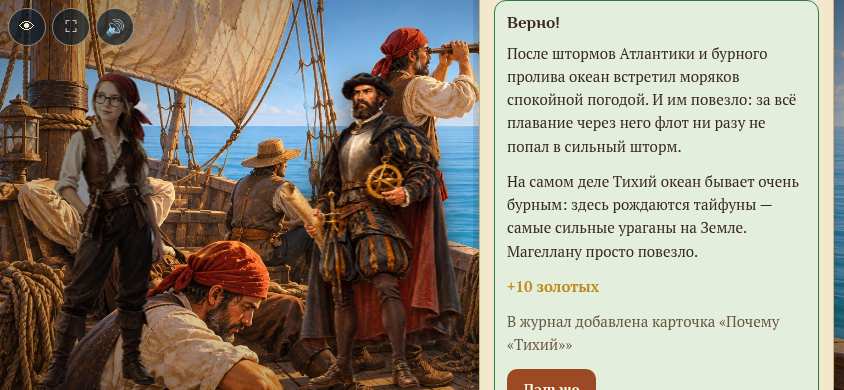 Верно!
После штормов Атлантики и бурного
пролива океан встретил моряков
спокойной погодой. И им повезло: за всё
плавание через него флот ни разу не
попал в сильный шторм.
На самом деле Тихий океан бывает очень
бурным: здесь рождаются тайфуны —
самые сильные ураганы на Земле.
Магеллану просто повезло.
+10 золотых
В журнал добавлена карточка «Почему
«Тихий»»